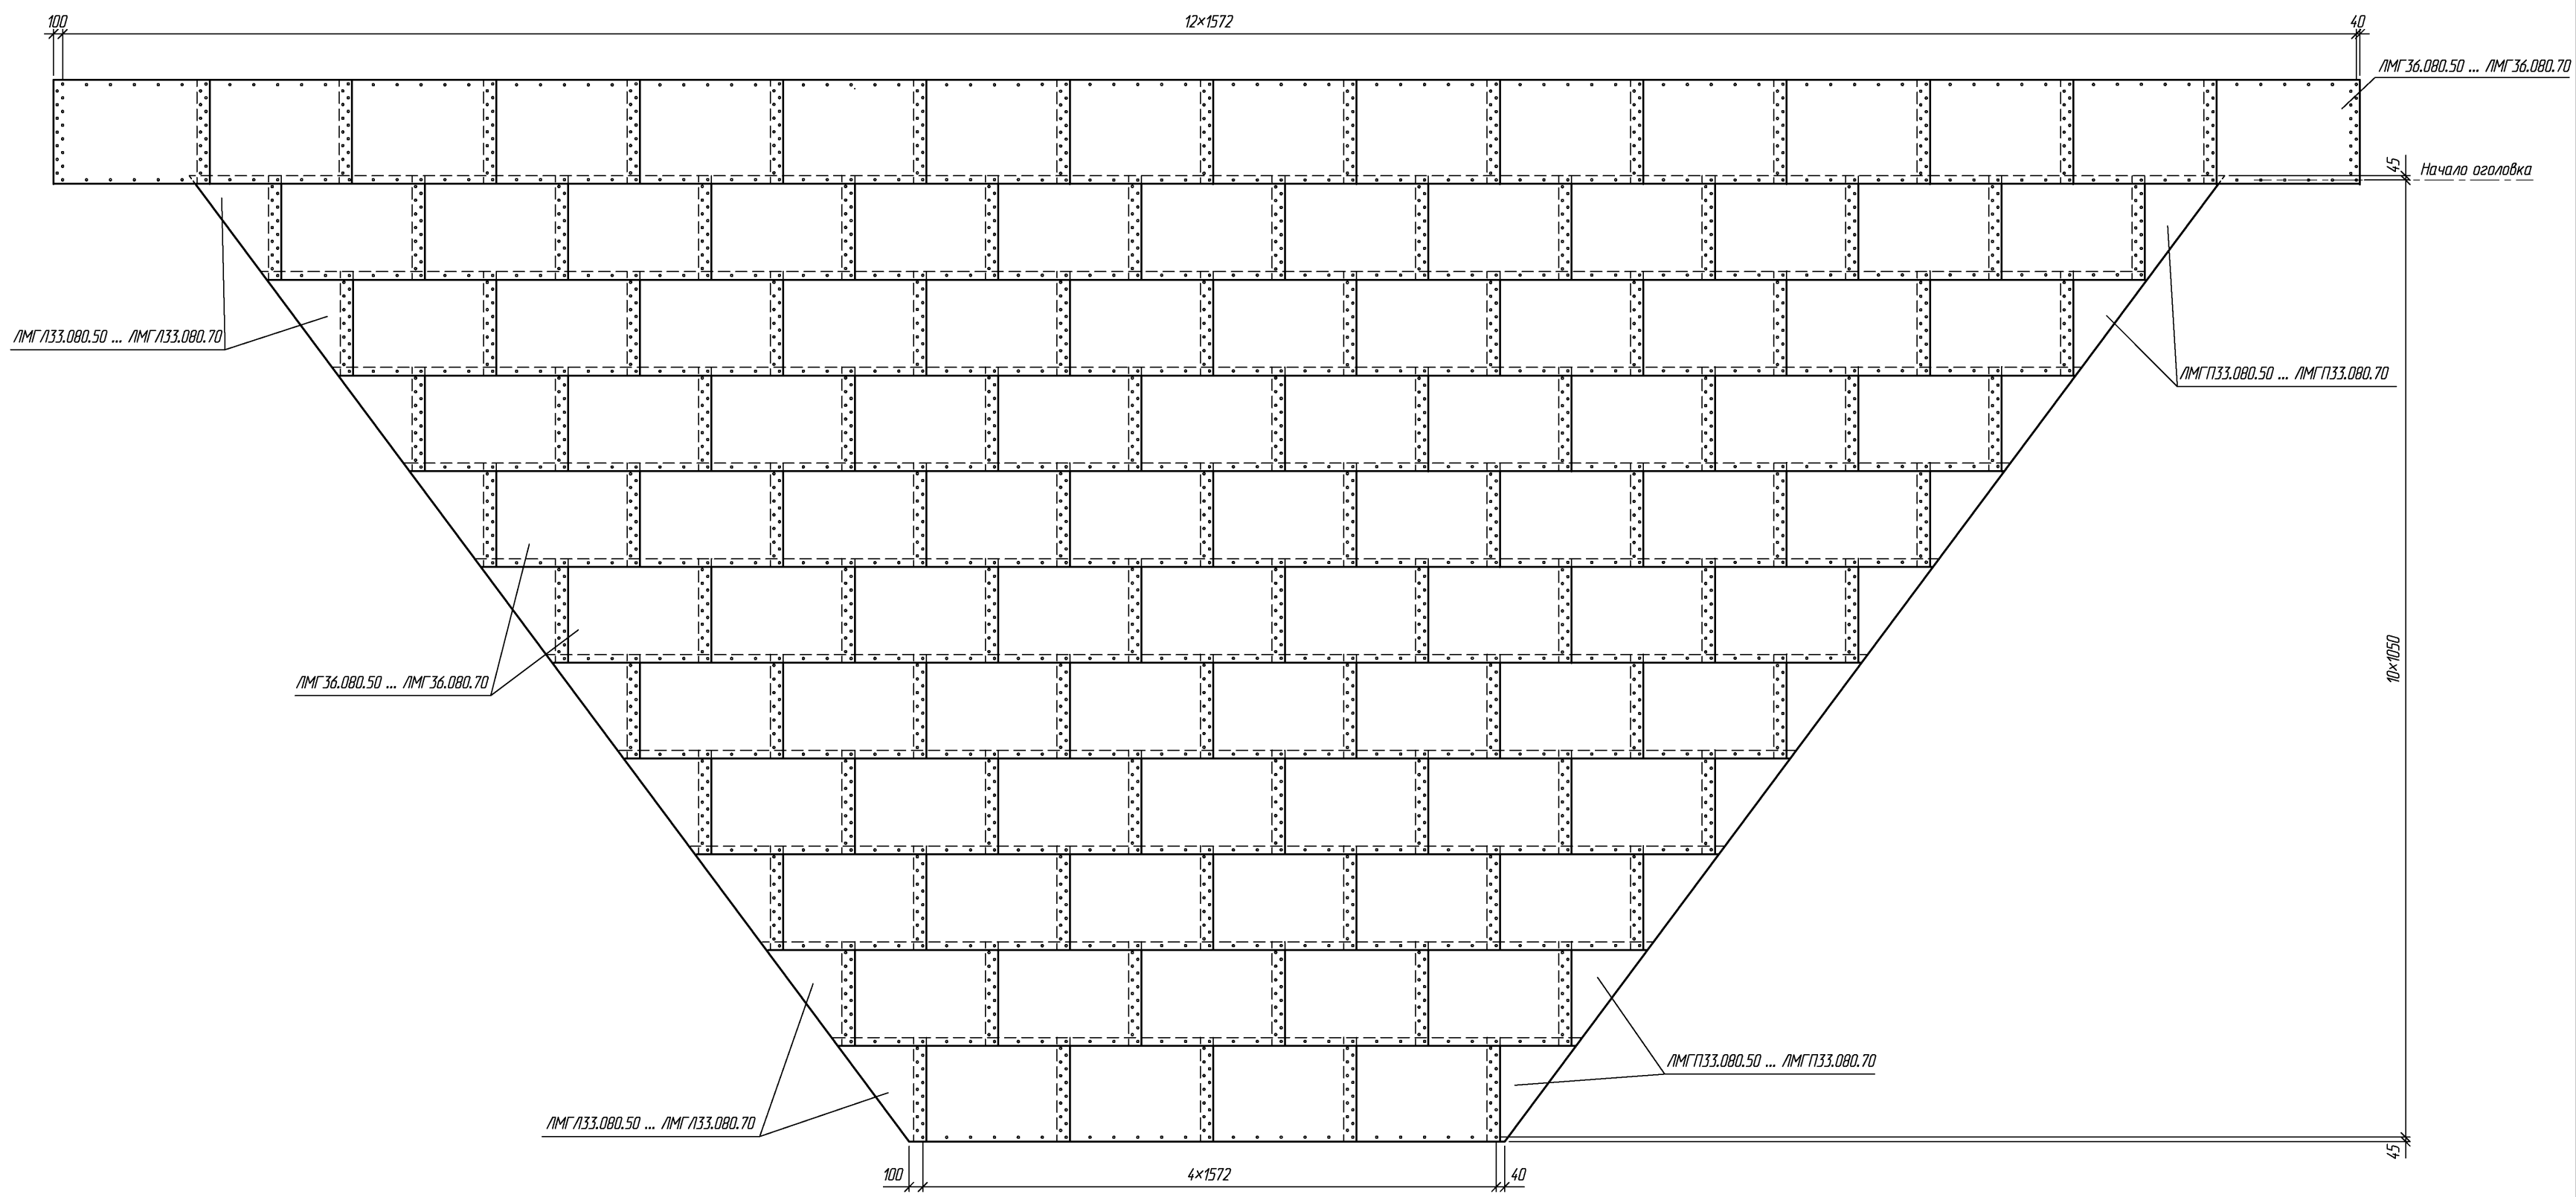 100
12×1572
40
ЛМГ36.080.50 ... ЛМГ36.080.70
45
Начало оголовка
ЛМГЛ33.080.50 ... ЛМГЛ33.080.70
ЛМГП33.080.50 ... ЛМГП33.080.70
10×1050
ЛМГ36.080.50 ... ЛМГ36.080.70
ЛМГП33.080.50 ... ЛМГП33.080.70
ЛМГЛ33.080.50 ... ЛМГЛ33.080.70
45
100
4×1572
40